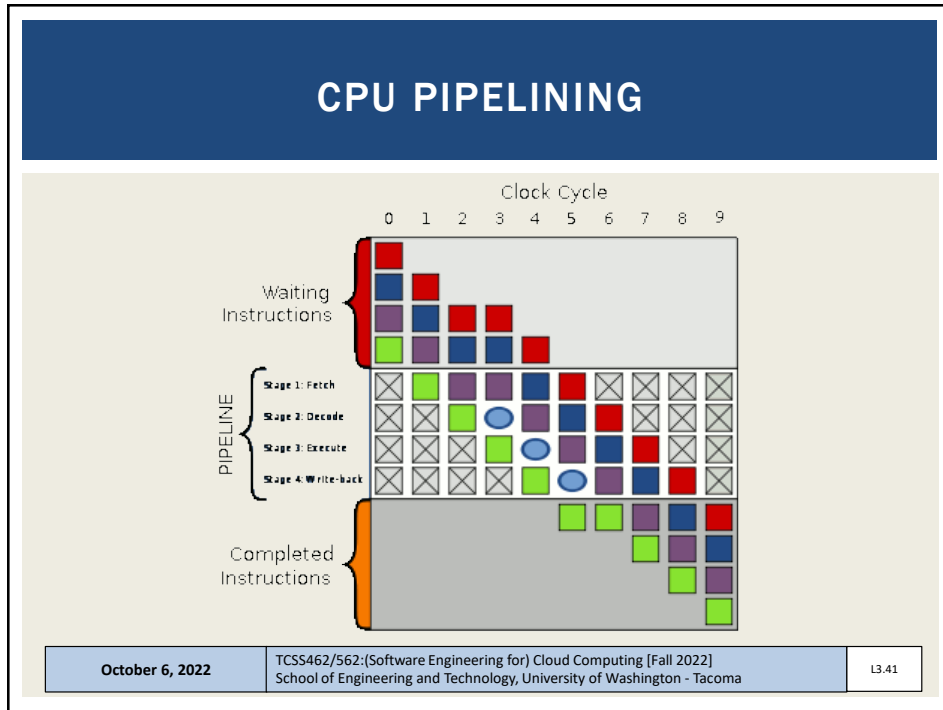 CPU PIPELINING
Clock Cycle
0 1 2 3 4 5 6 7 8 9
Waiting
Instructions
PIPELINE
Stage 1: Fetch
Stage 2: Decode
Stage 3: Execute
Stage 4: Write-back
Completed
Instructions
October 6, 2022
TCSS462/562:(Software Engineering for) Cloud Computing [Fall 2022]
School of Engineering and Technology, University of Washington - Tacoma
L3.41